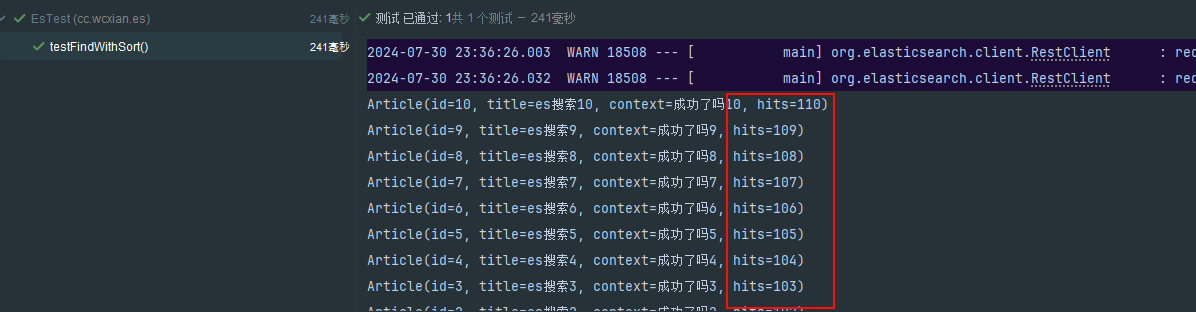 EsTest (cc.wcxian.es) 241毫秒
测试 已通过: 1共 1 个测试 – 241毫秒
testFindWithSort() 241毫秒
2024-07-30 23:36:26.003 WARN 18508 --- [ main] org.elasticsearch.client.RestClient : req
2024-07-30 23:36:26.032 WARN 18508 --- [ main] org.elasticsearch.client.RestClient : req
Article(id=10, title=es搜索10, context=成功了吗10, hits=110)
Article(id=9, title=es搜索9, context=成功了吗9, hits=109)
Article(id=8, title=es搜索8, context=成功了吗8, hits=108)
Article(id=7, title=es搜索7, context=成功了吗7, hits=107)
Article(id=6, title=es搜索6, context=成功了吗6, hits=106)
Article(id=5, title=es搜索5, context=成功了吗5, hits=105)
Article(id=4, title=es搜索4, context=成功了吗4, hits=104)
Article(id=3, title=es搜索3, context=成功了吗3, hits=103)